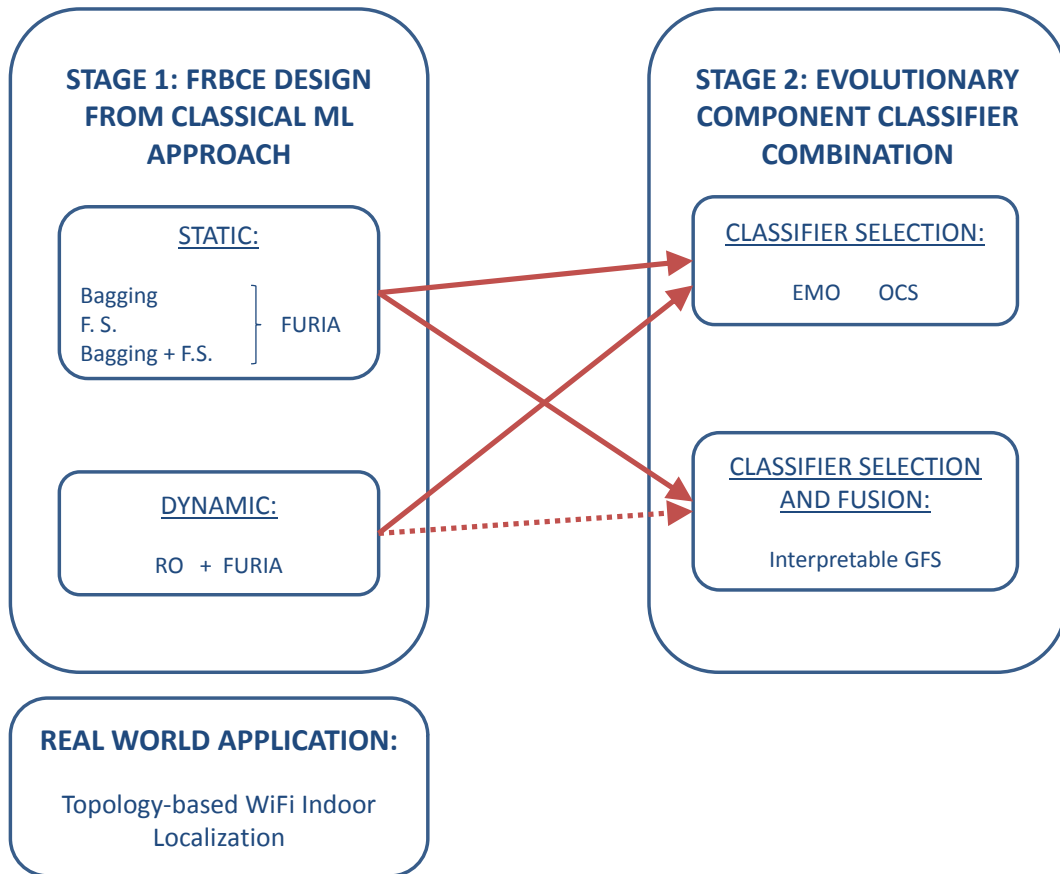 STAGE 1: FRBCE DESIGN
FROM CLASSICAL ML
APPROACH
STATIC:
Bagging
F. S.
Bagging + F.S.
FURIA
DYNAMIC:
RO + FURIA
STAGE 2: EVOLUTIONARY
COMPONENT CLASSIFIER
COMBINATION
CLASSIFIER SELECTION:
EMO OCS
CLASSIFIER SELECTION
AND FUSION:
Interpretable GFS
REAL WORLD APPLICATION:
Topology-based WiFi Indoor
Localization